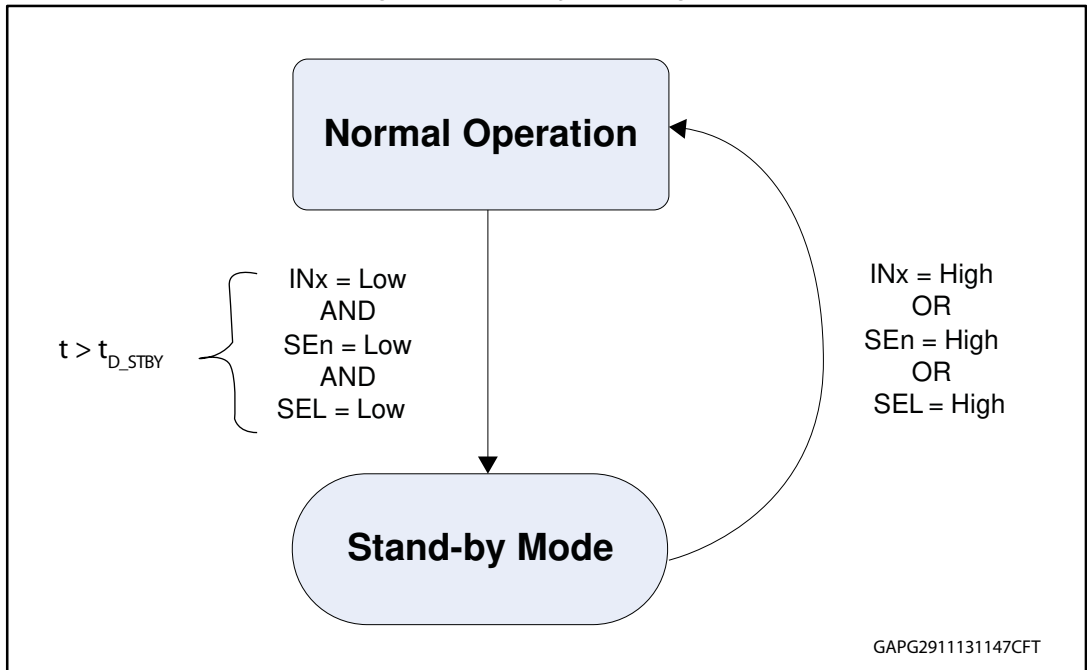 Normal Operation
t > tD_STBY
INx = Low
AND
SEn = Low
AND
SEL = Low
INx = High
OR
SEn = High
OR
SEL = High
Stand-by Mode
GAPG2911131147CFT